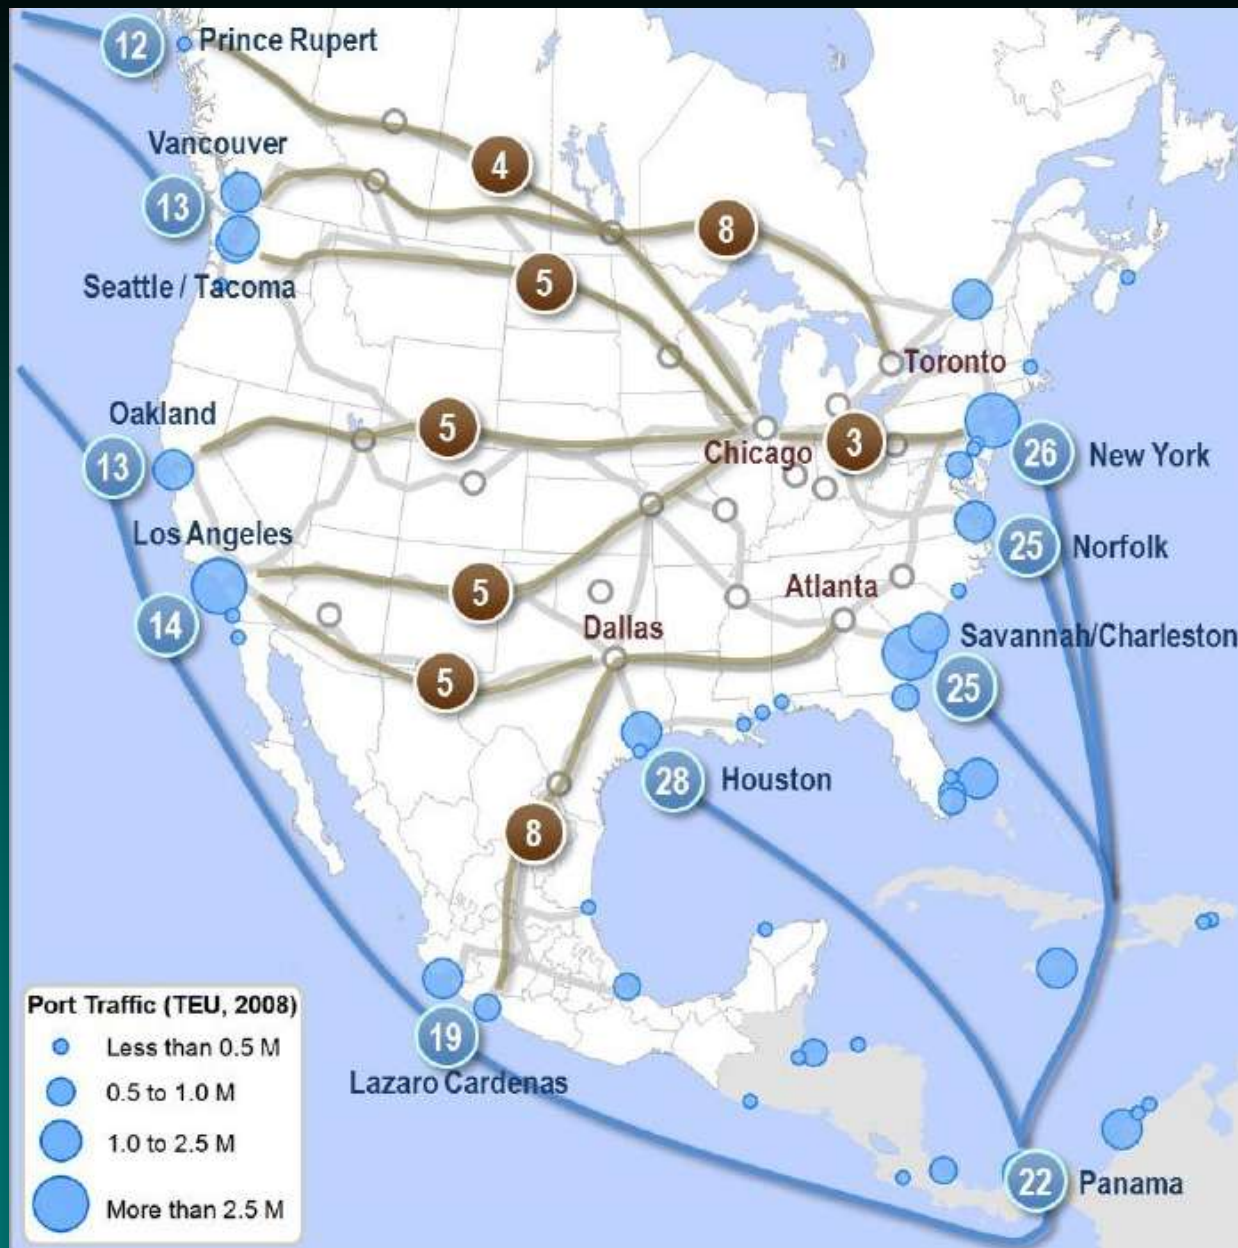 12
Prince Rupert
Vancouver
4
13
8
Seattle / Tacoma
5
Toronto
Oakland
5
Chicago
3
13
26
New York
Los Angeles
25
Norfolk
5
Atlanta
14
Dallas
Savannah/Charleston
5
25
28
Houston
8
Port Traffic (TEU, 2008)
Less than 0.5 M
0.5 to 1.0 M
1.0 to 2.5 M
More than 2.5 M
19
Lazaro Cardenas
22
Panama